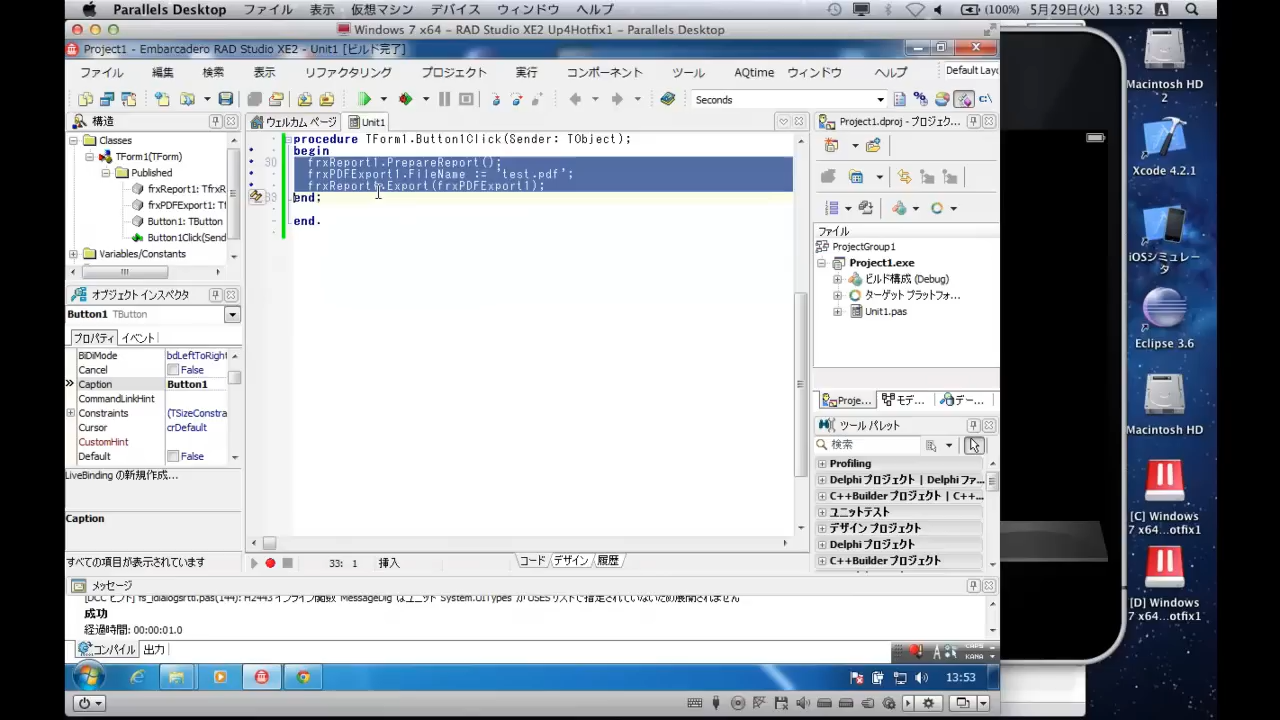 Parallels Desktop ファイル 表示 仮想マシン デバイス ウィンドウ ヘルプ (100%) 5月29日(火) 13:52
Windows 7 x64 – RAD Studio XE2 Up4Hotfix1 – Parallels Desktop
Project1 - Embarcadero RAD Studio XE2 - Unit1 [ビルド完了]
ファイル 編集 検索 表示 リファクタリング プロジェクト 実行 コンポーネント ツール AQtime ウィンドウ ヘルプ Default Layo
Seconds
構造
Classes
TForm1(TForm)
Published
frxReport1: Tfrx
frxPDFExport1: Tf
Button1: TButton
Button1Click(Send
Variables/Constants
ウェルカム ページ Unit1
procedure TForm1.Button1Click(Sender: TObject);
begin
30 frxReport1.PrepareReport();
frxPDFExport1.FileName := 'test.pdf';
frxReport1.Export(frxPDFExport1);
33 end;
end.
オブジェクト インスペクタ
Button1 TButton
プロパティ イベント
BiDiMode bdLeftToRight
Cancel False
Caption Button1
CommandLinkHint
Constraints (TSizeConstra
Cursor crDefault
CustomHint
Default False
LiveBinding の新規作成...
Caption
すべての項目が表示されています
33: 1 挿入 コード デザイン 履歴
Project1.dproj - プロジェク...
ファイル
ProjectGroup1
Project1.exe
ビルド構成 (Debug)
ターゲット プラットフォ...
Unit1.pas
Proje... モデ... デー...
ツール パレット
検索
Profiling
Delphi プロジェクト | Delphi ファ...
C++Builder プロジェクト | C++...
ユニットテスト
デザイン プロジェクト
Delphi プロジェクト
C++Builder プロジェクト
メッセージ
成功
経過時間: 00:00:01.0
コンパイル 出力
A CAPS
KANA
13:53
Macintosh HD
2
Xcode 4.2.1
iOSシミュレー
タ
Eclipse 3.6
Macintosh HD
[C] Windows
7 x64...otfix1
[D] Windows
7 x64...otfix1